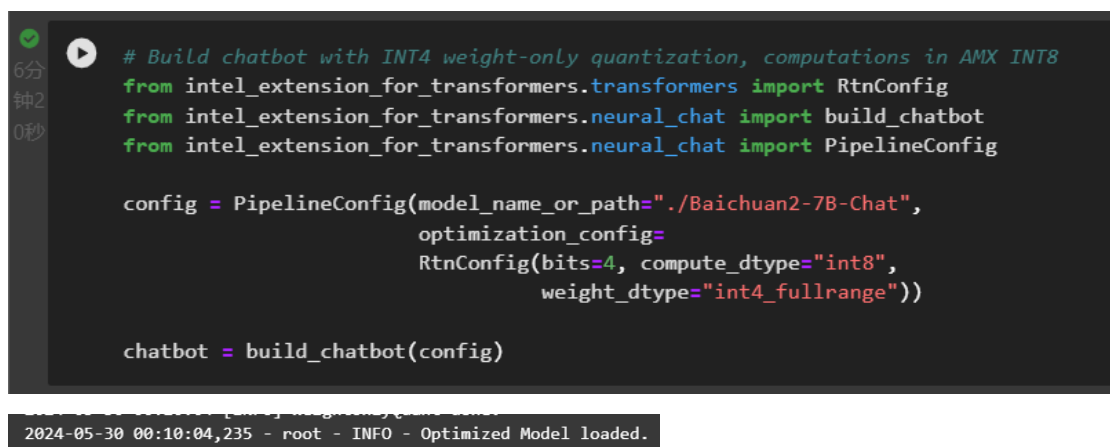 6分
钟2
0秒
# Build chatbot with INT4 weight-only quantization, computations in AMX INT8
from intel_extension_for_transformers.transformers import RtnConfig
from intel_extension_for_transformers.neural_chat import build_chatbot
from intel_extension_for_transformers.neural_chat import PipelineConfig
config = PipelineConfig(model_name_or_path="./Baichuan2-7B-Chat",
optimization_config=
RtnConfig(bits=4, compute_dtype="int8",
weight_dtype="int4_fullrange"))
chatbot = build_chatbot(config)
2024-05-30 00:10:04,235 - root - INFO - Optimized Model loaded.